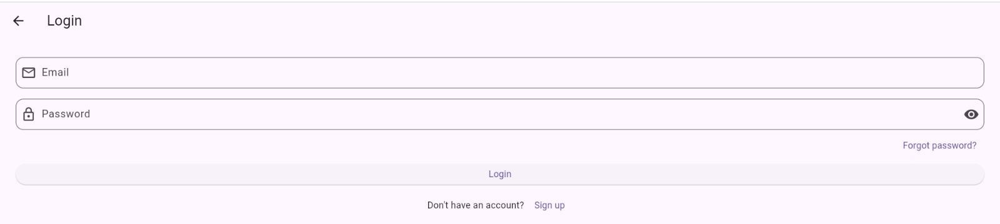 Login
Email
Password
Forgot password?
Login
Don't have an account? Sign up